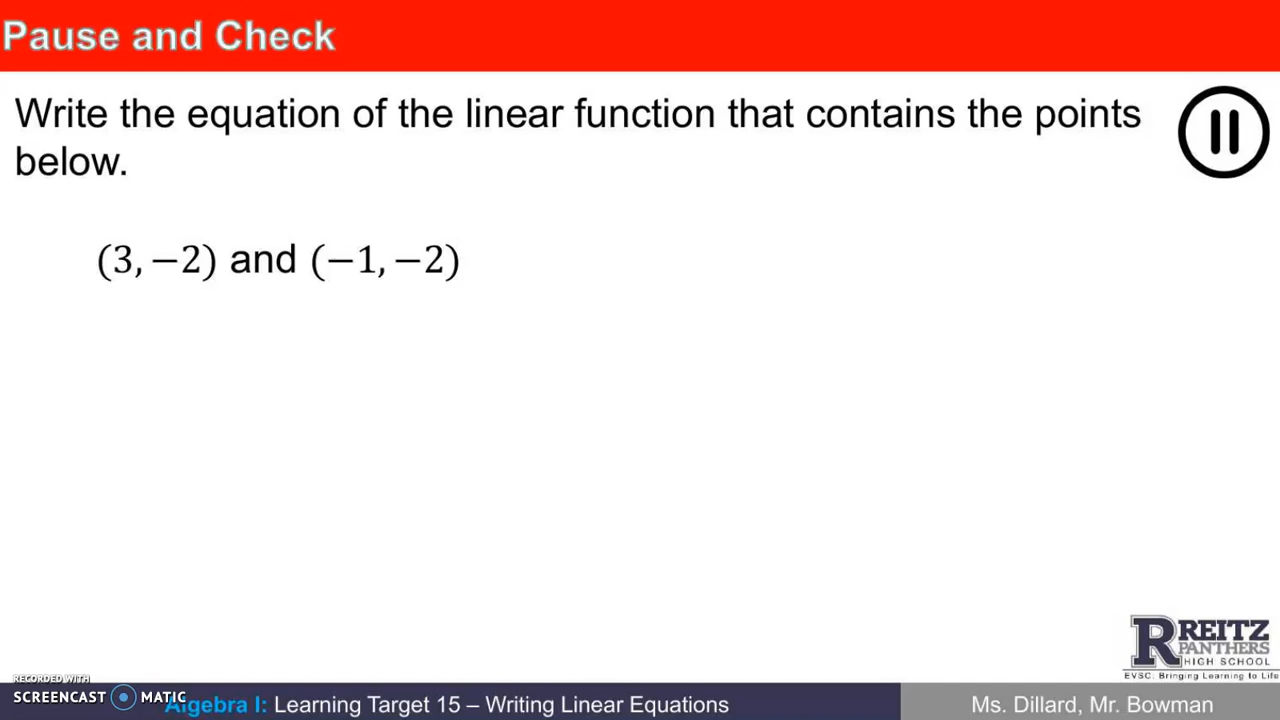 Pause and Check
Write the equation of the linear function that contains the points
below.
(3, −2) and (−1, −2)
REITZ
PANTHERS
HIGH SCHOOL
EVSC: Bringing Learning to Life
RECORDED WITH
SCREENCAST MATIC
Algebra I: Learning Target 15 – Writing Linear Equations
Ms. Dillard, Mr. Bowman